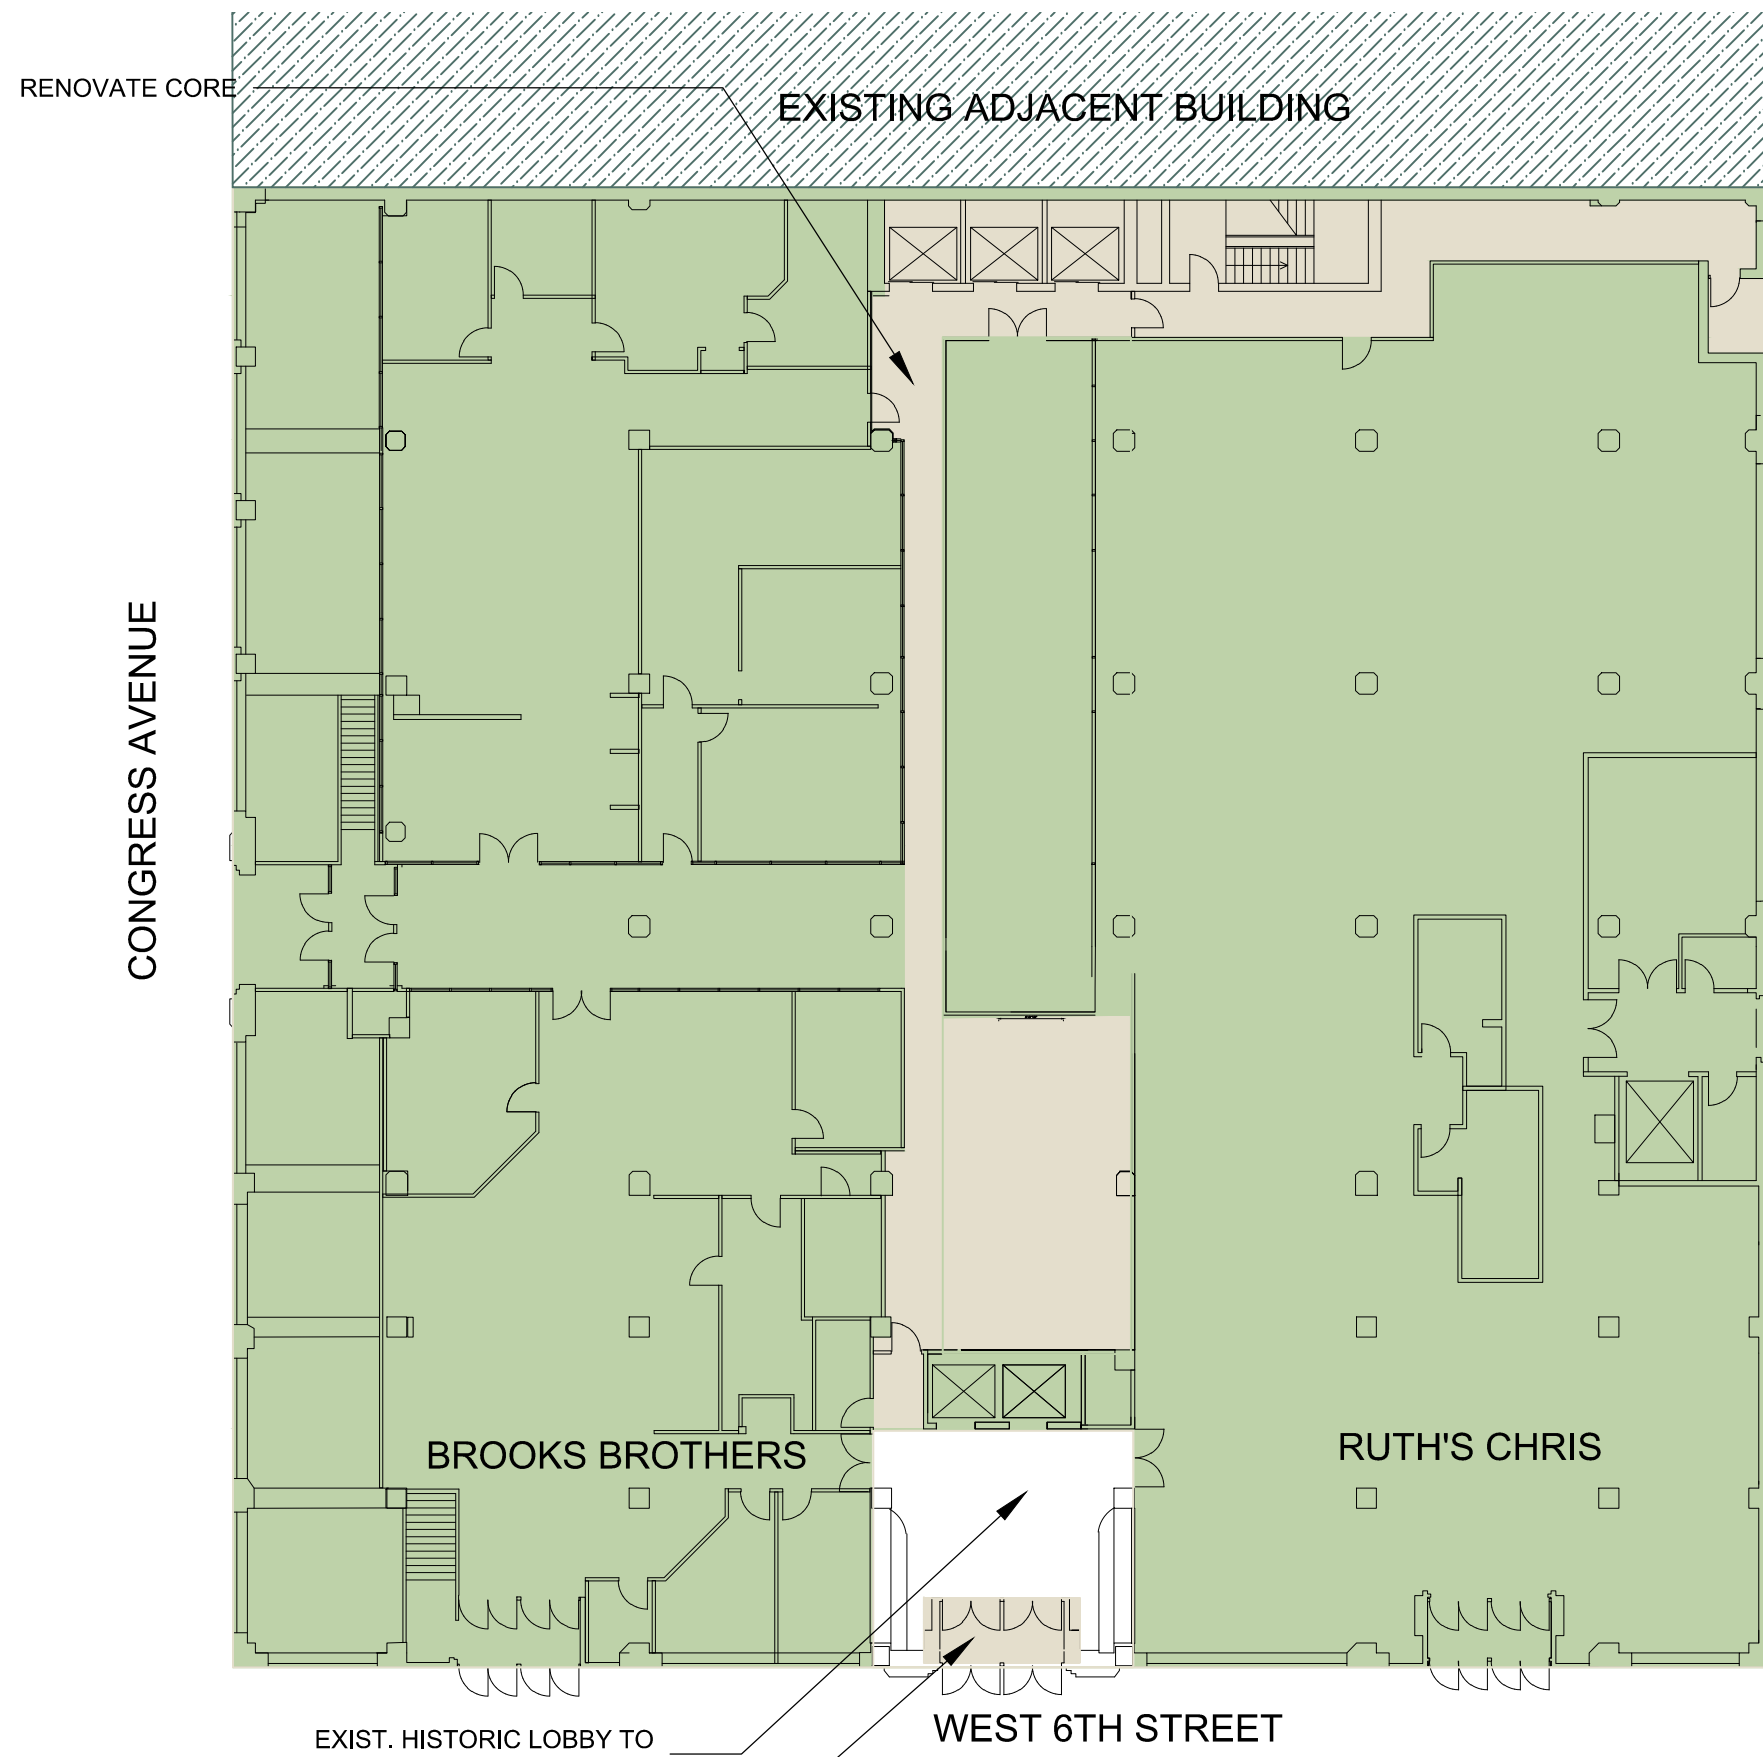 RENOVATE CORE
EXISTING ADJACENT BUILDING
CONGRESS AVENUE
BROOKS BROTHERS
RUTH'S CHRIS
WEST 6TH STREET
EXIST. HISTORIC LOBBY TO